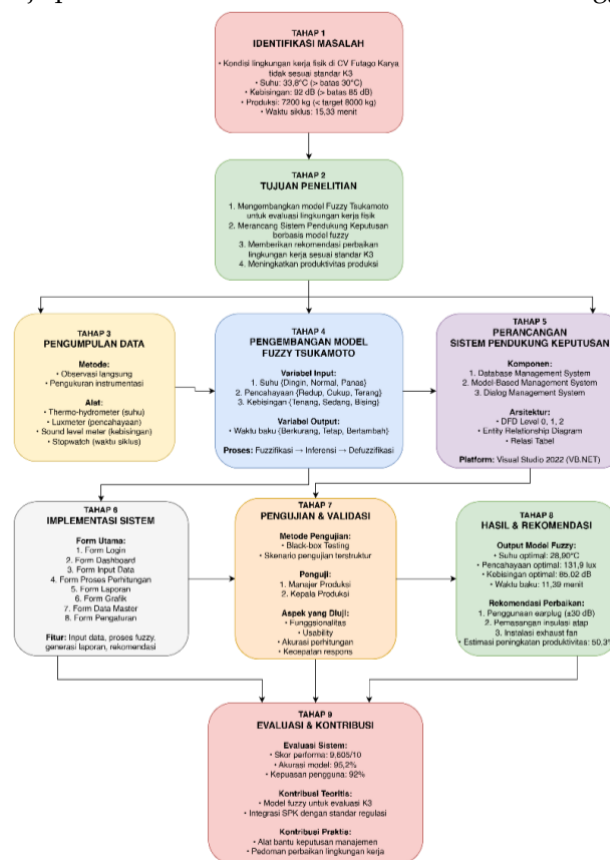 TAHAP 1
IDENTIFIKASI MASALAH
• Kondisi lingkungan kerja fisik di CV Futago Karya
tidak sesuai standar K3
• Suhu: 33,8°C (> batas 30°C)
• Kebisingan: 92 dB (> batas 85 dB)
• Produksi: 7200 kg (< target 8000 kg)
• Waktu siklus: 15,33 menit
TAHAP 2
TUJUAN PENELITIAN
1. Mengembangkan model Fuzzy Tsukamoto
untuk evaluasi lingkungan kerja fisik
2. Merancang Sistem Pendukung Keputusan
berbasis model fuzzy
3. Memberikan rekomendasi perbaikan
lingkungan kerja sesuai standar K3
4. Meningkatkan produktivitas produksi
TAHAP 3
PENGUMPULAN DATA
Metode:
• Observasi langsung
• Pengukuran instrumentasi
Alat:
• Thermo-hydrometer (suhu)
• Luxmeter (pencahayaan)
• Sound level meter (kebisingan)
• Stopwatch (waktu siklus)
TAHAP 4
PENGEMBANGAN MODEL
FUZZY TSUKAMOTO
Variabel Input:
1. Suhu {Dingin, Normal, Panas}
2. Pencahayaan {Redup, Cukup, Terang}
3. Kebisingan {Tenang, Sedang, Bising}
Variabel Output:
• Waktu baku {Berkurang, Tetap, Bertambah}
Proses: Fuzzifikasi → Inferensi → Defuzzifikasi
TAHAP 5
PERANCANGAN
SISTEM PENDUKUNG KEPUTUSAN
Komponen:
1. Database Management System
2. Model-Based Management System
3. Dialog Management System
Arsitektur:
• DFD Level 0, 1, 2
• Entity Relationship Diagram
• Relasi Tabel
Platform: Visual Studio 2022 (VB.NET)
TAHAP 6
IMPLEMENTASI SISTEM
Form Utama:
1. Form Login
2. Form Dashboard
3. Form Input Data
4. Form Proses Perhitungan
5. Form Laporan
6. Form Grafik
7. Form Data Master
8. Form Pengaturan
Fitur: Input data, proses fuzzy,
generasi laporan, rekomendasi
TAHAP 7
PENGUJIAN & VALIDASI
Metode Pengujian:
• Black-box Testing
• Skenario pengujian terstruktur
Penguji:
1. Manajer Produksi
2. Kepala Produksi
Aspek yang Diuji:
• Funggsionalitas
• Usability
• Akurasi perhitungan
• Kecepatan respons
TAHAP 8
HASIL & REKOMENDASI
Output Model Fuzzy:
• Suhu optimal: 28,90°C
• Pencahayaan optimal: 131,9 lux
• Kebisingan optimal: 85,02 dB
• Waktu baku: 11,39 menit
Rekomendasi Perbaikan:
1. Penggunaan earplug (±30 dB)
2. Pemasangan insulasi atap
3. Instalasi exhaust fan
• Estimasi peningkatan produktivitas: 50,3%
TAHAP 9
EVALUASI & KONTRIBUSI
Evaluasi Sistem:
• Skor performa: 9,605/10
• Akurasi model: 95,2%
• Kepuasan pengguna: 92%
Kontribusi Teoritis:
• Model fuzzy untuk evaluasi K3
• Integrasi SPK dengan standar regulasi
Kontribusi Praktis:
• Alat bantu keputusan manajemen
• Pedoman perbaikan lingkungan kerja